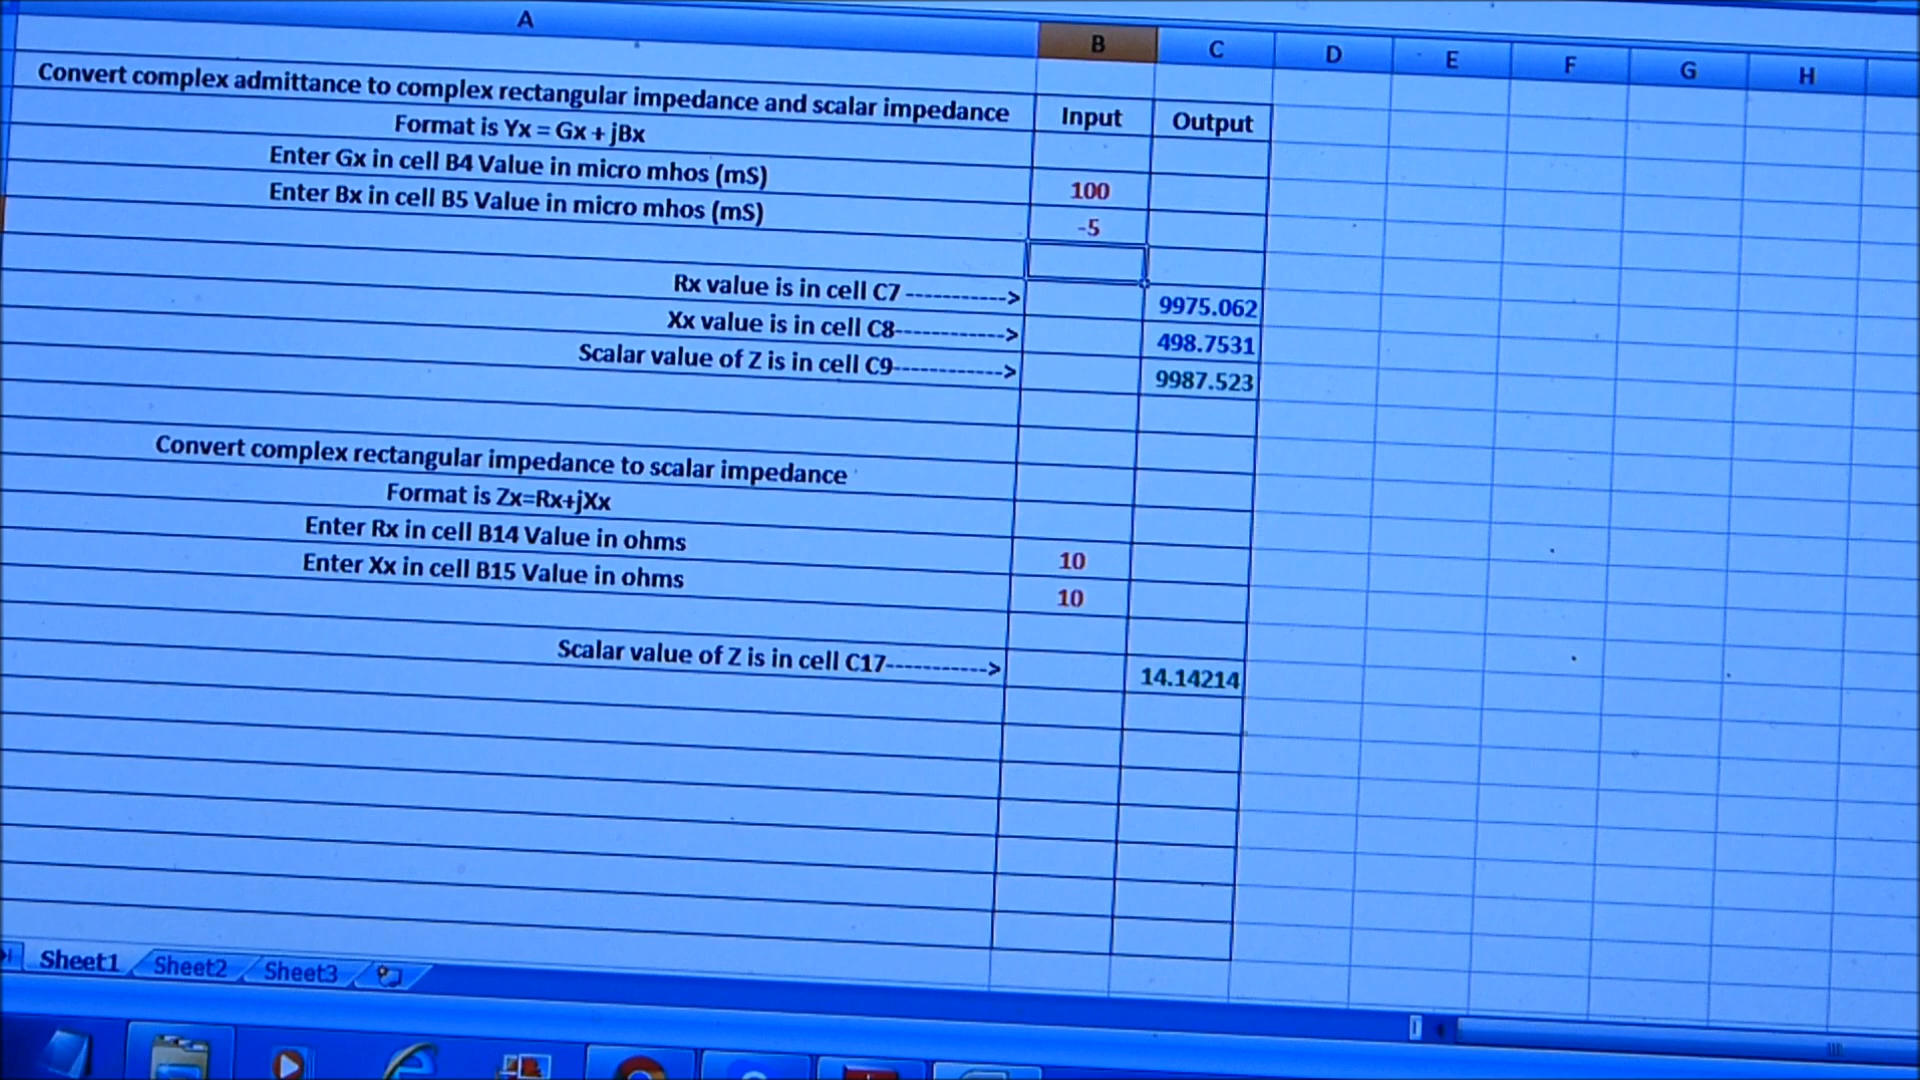 A B C D E F G H
Convert complex admittance to complex rectangular impedance and scalar impedance Input Output
Format is Yx = Gx + jBx
Enter Gx in cell B4 Value in micro mhos (mS) 100
Enter Bx in cell B5 Value in micro mhos (mS) -5
Rx value is in cell C7 -----------> 9975.062
Xx value is in cell C8------------> 498.7531
Scalar value of Z is in cell C9------------> 9987.523
Convert complex rectangular impedance to scalar impedance
Format is Zx=Rx+jXx
Enter Rx in cell B14 Value in ohms 10
Enter Xx in cell B15 Value in ohms 10
Scalar value of Z is in cell C17-----------> 14.14214
Sheet1 Sheet2 Sheet3